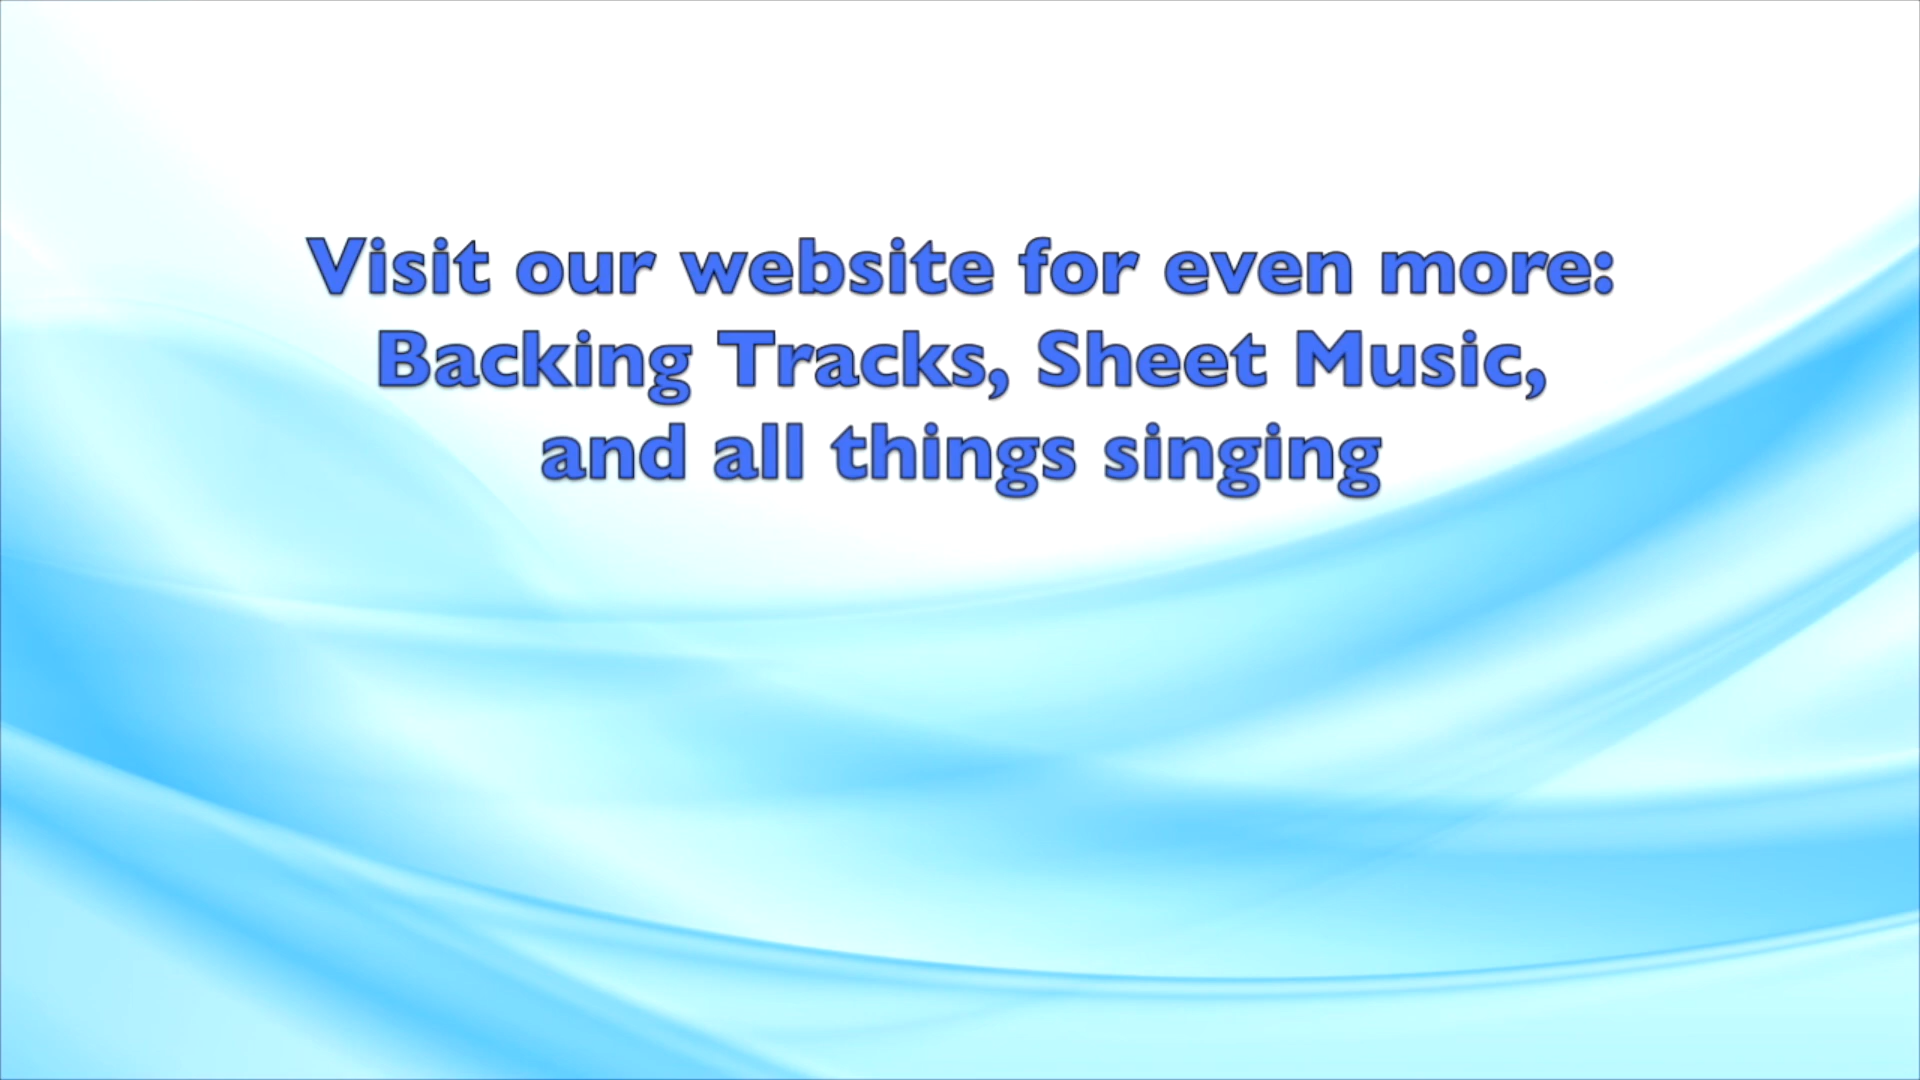 Visit our website for even more:
Backing Tracks, Sheet Music,
and all things singing